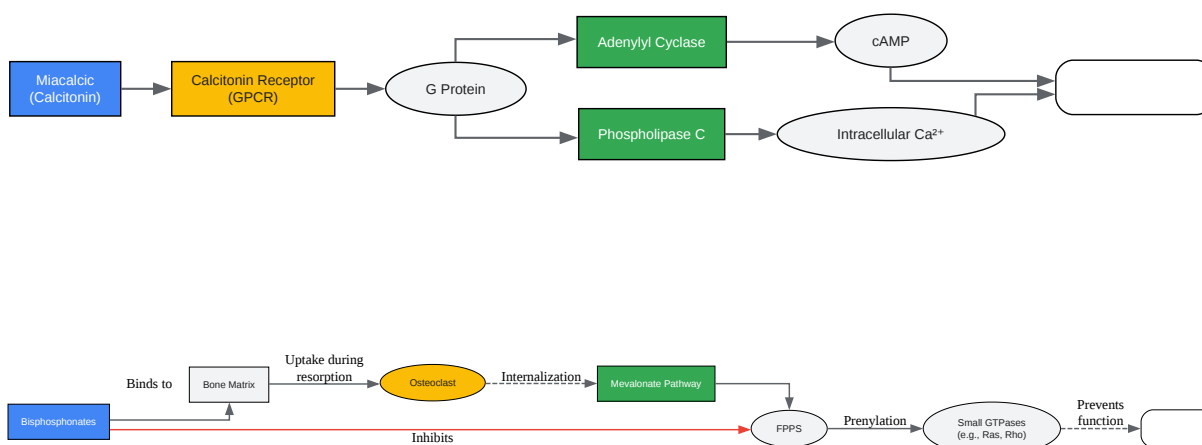 Miacalcic
(Calcitonin)
Calcitonin Receptor
(GPCR)
G Protein
Adenylyl Cyclase
cAMP
Phospholipase C
Intracellular Ca²⁺
Bisphosphonates
Binds to
Bone Matrix
Uptake during
resorption
Osteoclast
Internalization
Mevalonate Pathway
Inhibits
FPPS
Prenylation
Small GTPases
(e.g., Ras, Rho)
Prevents
function